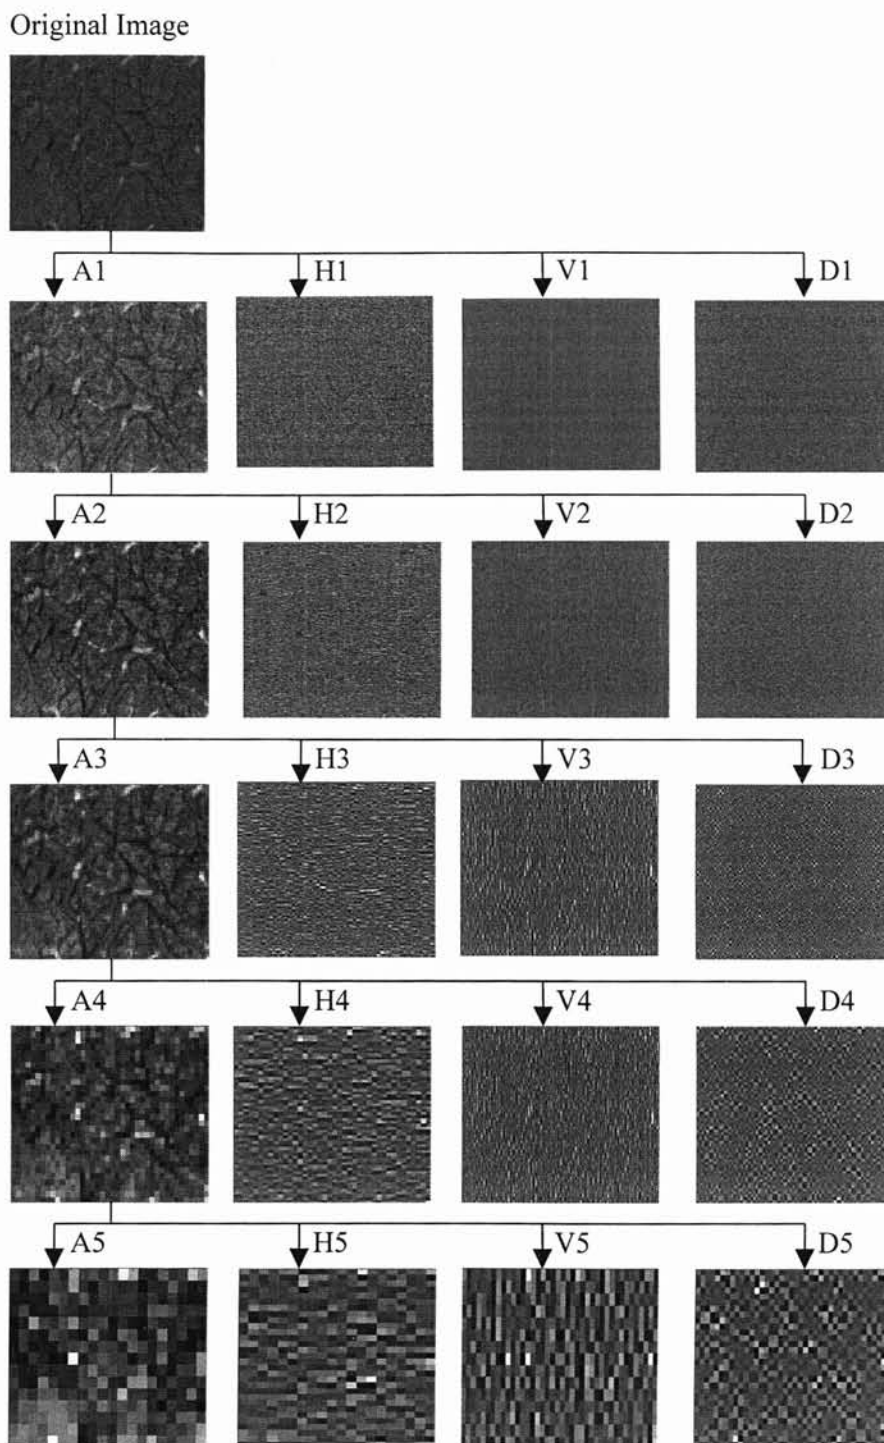 Original Image
A1 H1 V1 D1
A2 H2 V2 D2
A3 H3 V3 D3
A4 H4 V4 D4
A5 H5 V5 D5